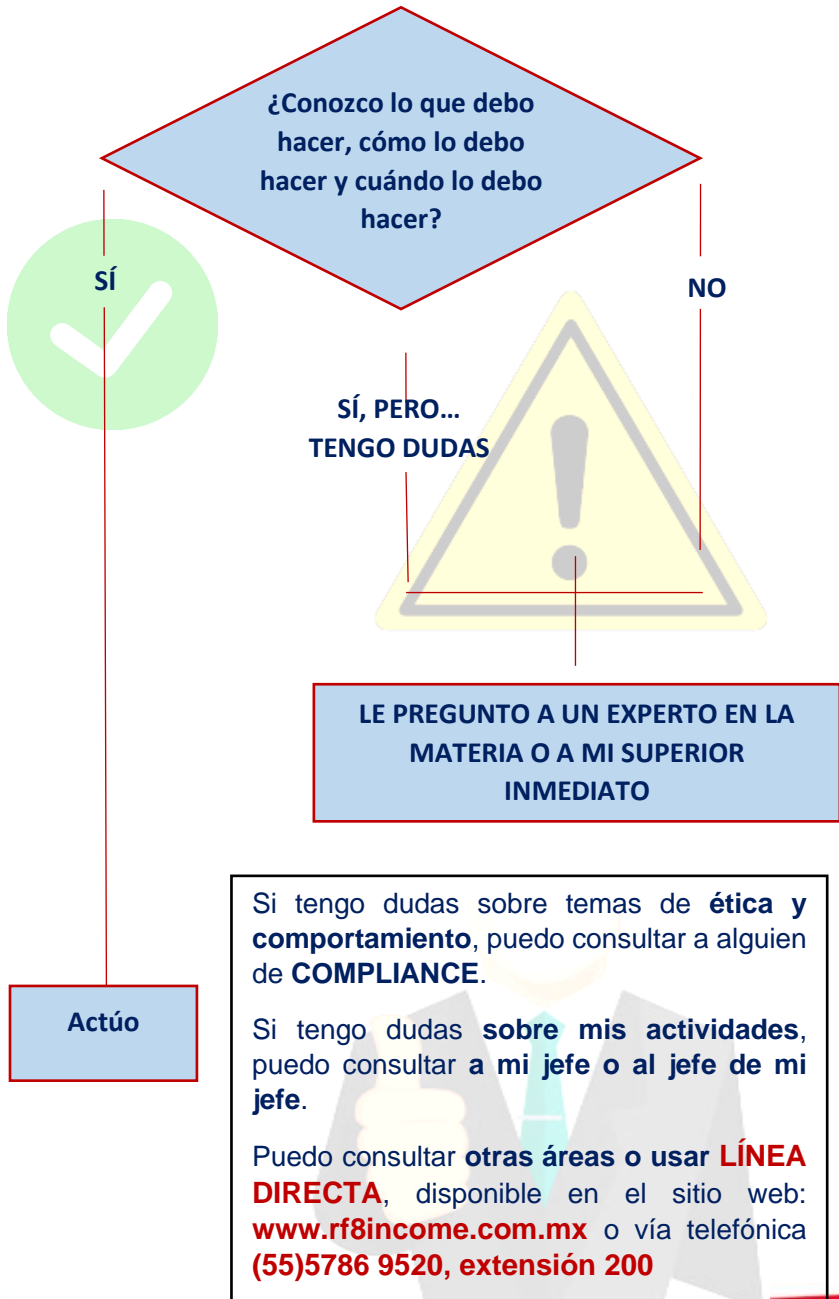 ¿Conozco lo que debo
hacer, cómo lo debo
hacer y cuándo lo debo
hacer?
SÍ
NO
SÍ, PERO…
TENGO DUDAS
LE PREGUNTO A UN EXPERTO EN LA
MATERIA O A MI SUPERIOR
INMEDIATO
Actúo
Si tengo dudas sobre temas de ética y
comportamiento, puedo consultar a alguien
de COMPLIANCE.
Si tengo dudas sobre mis actividades,
puedo consultar a mi jefe o al jefe de mi
jefe.
Puedo consultar otras áreas o usar LÍNEA
DIRECTA, disponible en el sitio web:
www.rf8income.com.mx o vía telefónica
(55)5786 9520, extensión 200